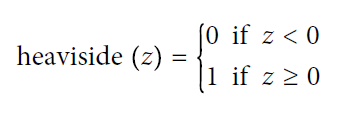 heaviside (z) = {0 if z < 0
1 if z ≥ 0